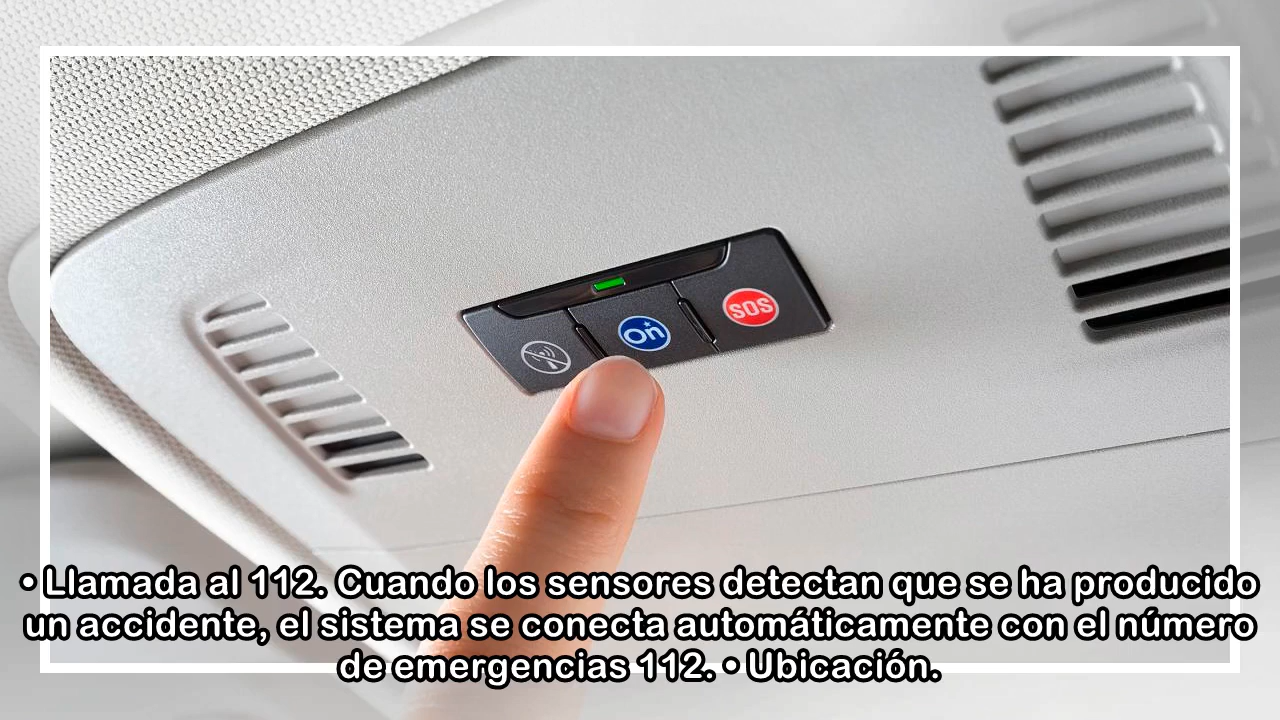 On
SOS
• Llamada al 112. Cuando los sensores detectan que se ha producido
un accidente, el sistema se conecta automáticamente con el número
de emergencias 112. • Ubicación.